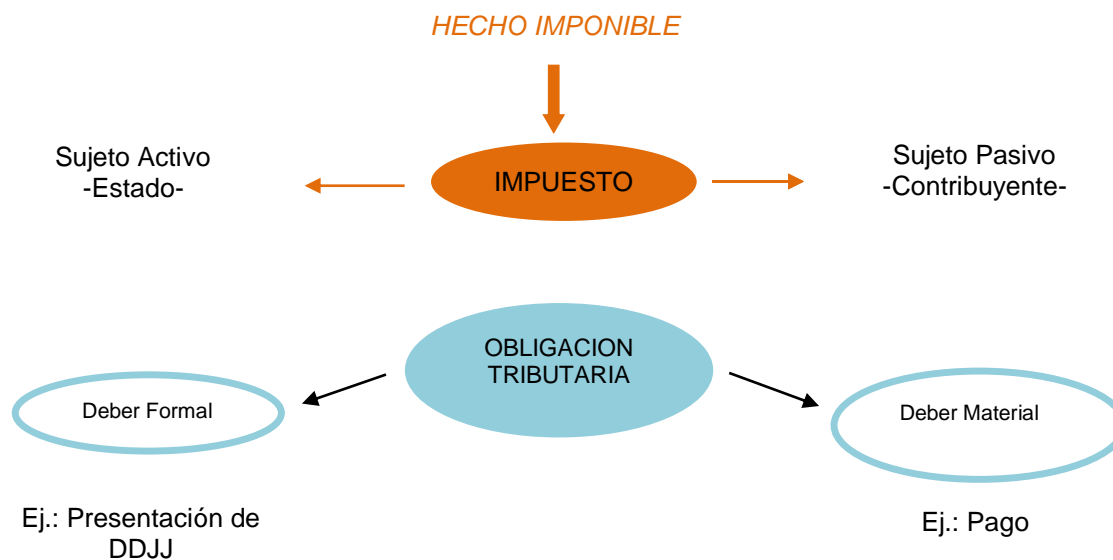 HECHO IMPONIBLE
Sujeto Activo
-Estado-
IMPUESTO
Sujeto Pasivo
-Contribuyente-
OBLIGACION
TRIBUTARIA
Deber Formal
Deber Material
Ej.: Presentación de
DDJJ
Ej.: Pago